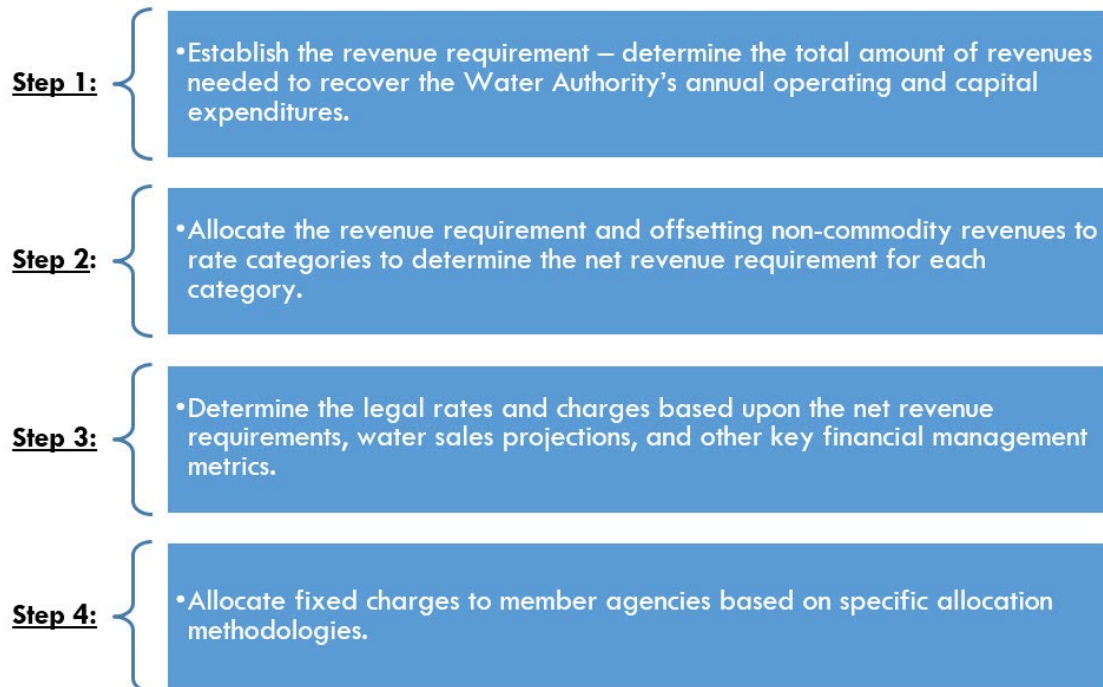 Step 1:
•Establish the revenue requirement – determine the total amount of revenues
needed to recover the Water Authority's annual operating and capital
expenditures.
Step 2:
•Allocate the revenue requirement and offsetting non-commodity revenues to
rate categories to determine the net revenue requirement for each
category.
Step 3:
•Determine the legal rates and charges based upon the net revenue
requirements, water sales projections, and other key financial management
metrics.
Step 4:
•Allocate fixed charges to member agencies based on specific allocation
methodologies.